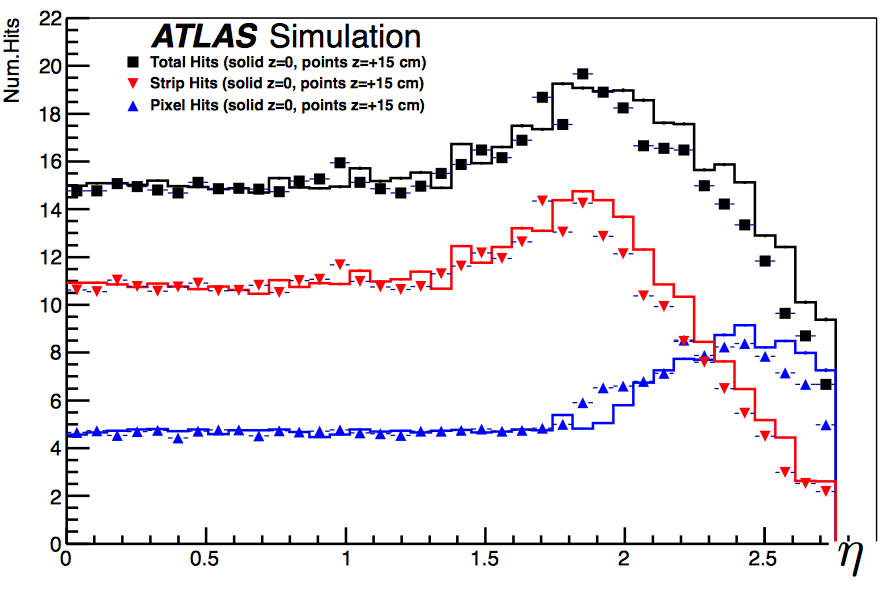 ATLAS Simulation
Total Hits (solid z=0, points z=+15 cm)
Strip Hits (solid z=0, points z=+15 cm)
Pixel Hits (solid z=0, points z=+15 cm)
Num.Hits
22
20
18
16
14
12
10
8
6
4
2
0
0 0.5 1 1.5 2 2.5 η